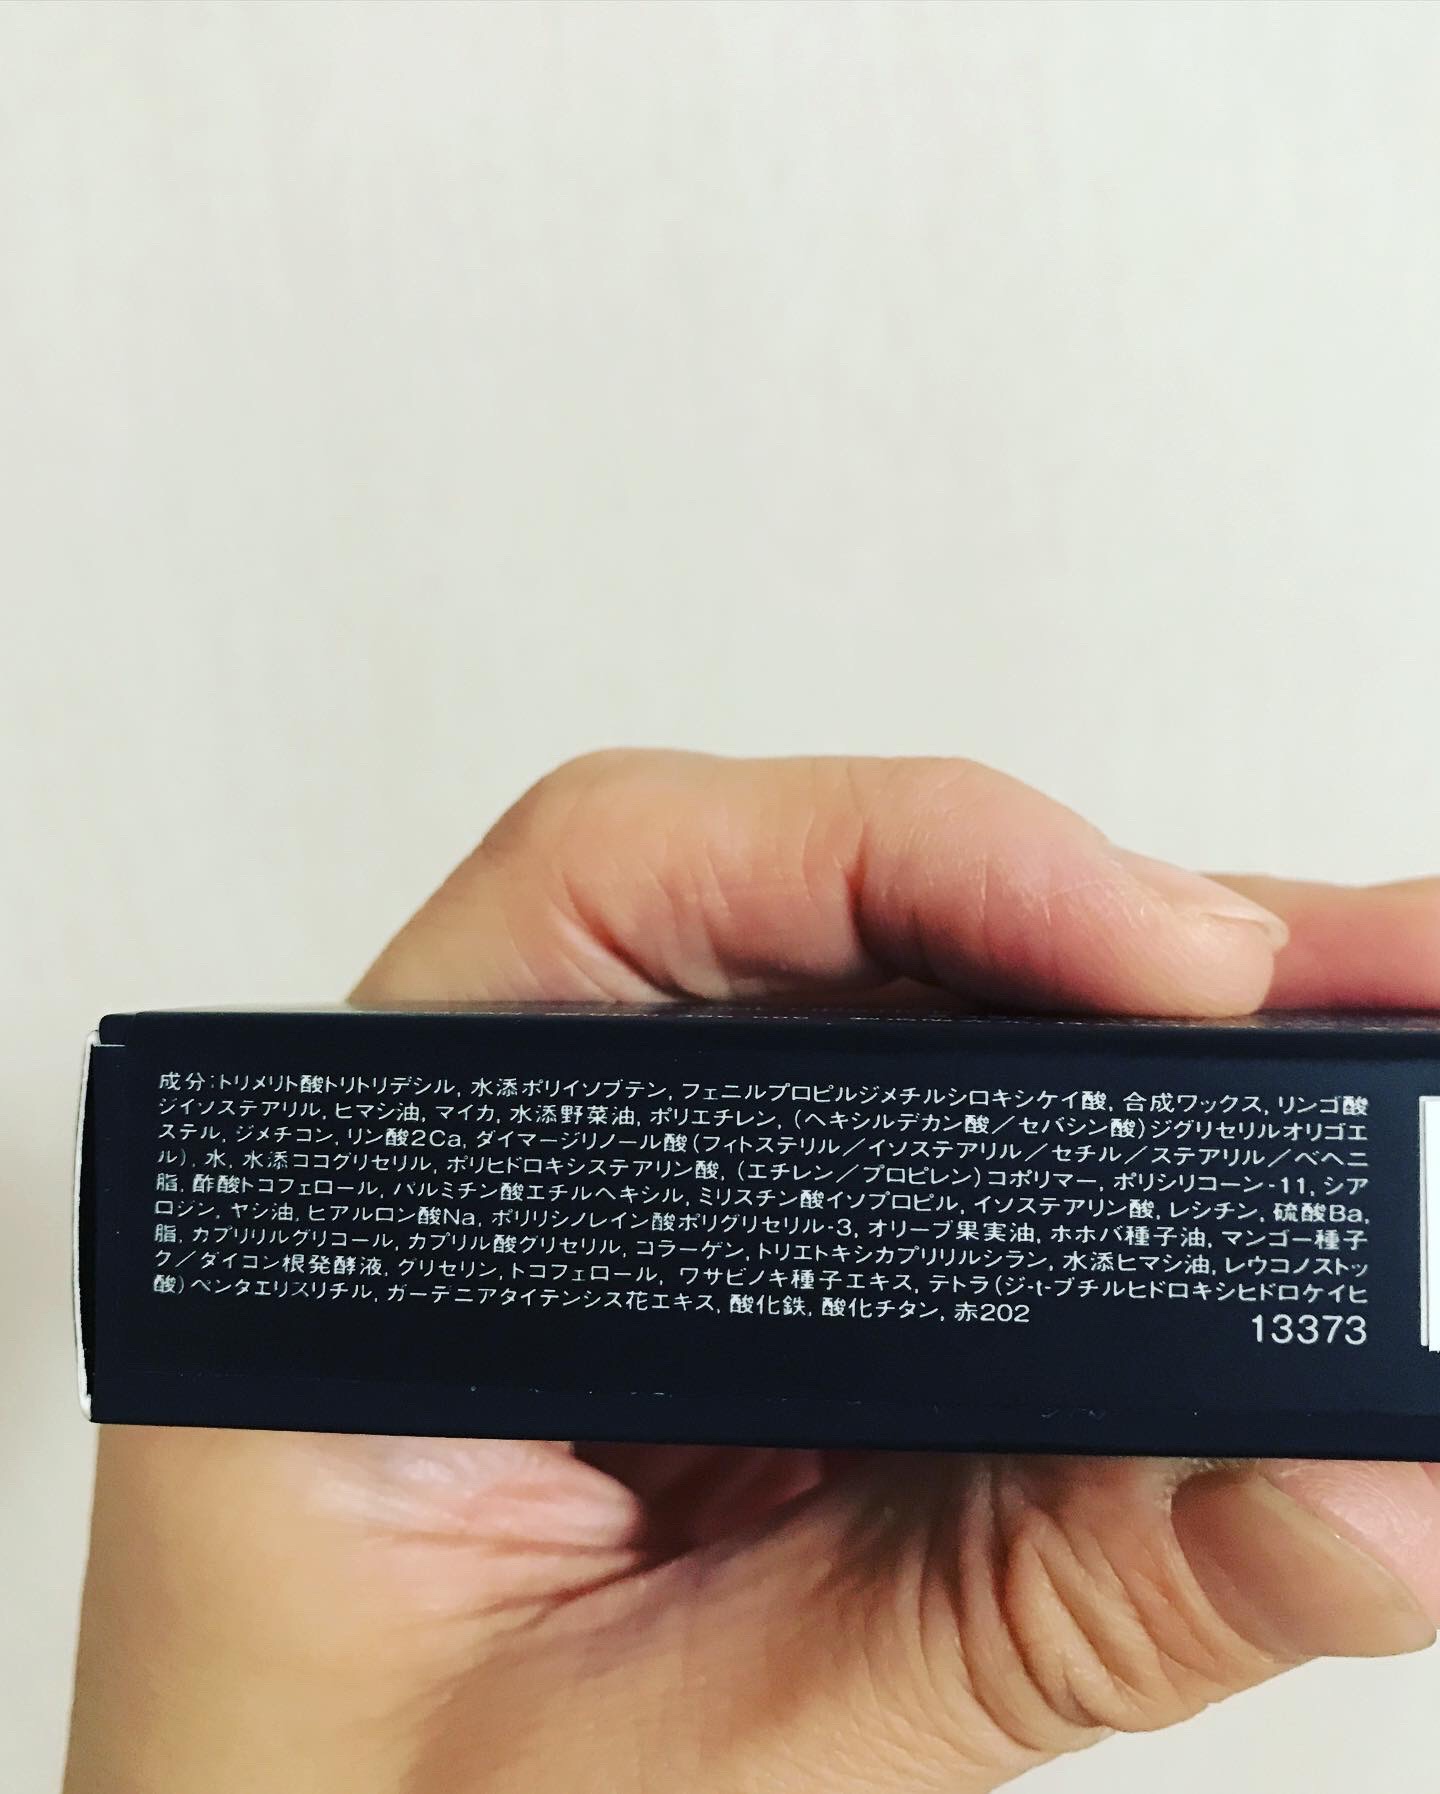 成分:トリメリト酸トリトリデシル, 水添ポリイソブテン, フェニルプロピルジメチルシロキシケイ酸, 合成ワックス, リンゴ酸
ジイソステアリル, ヒマシ油, マイカ, 水添野菜油, ポリエチレン, (ヘキシルデカン酸／セバシン酸)ジグリセリルオリゴエ
ステル, ジメチコン, リン酸2Ca, ダイマージリノール酸(フィトステリル／イソステアリル／セチル／ステアリル／ベヘニ
ル), 水, 水添ココグリセリル, ポリヒドロキシステアリン酸, (エチレン／プロピレン)コポリマー, ポリシリコーン-11, シア
脂, 酢酸トコフェロール, パルミチン酸エチルヘキシル, ミリスチン酸イソプロピル, イソステアリン酸, レシチン, 硫酸Ba,
ロジン, ヤシ油, ヒアルロン酸Na, ポリリシノレイン酸ポリグリセリル-3, オリーブ果実油, ホホバ種子油, マンゴー種子
脂, カプリリルグリコール, カプリル酸グリセリル, コラーゲン, トリエトキシカプリリルシラン, 水添ヒマシ油, レウコノストッ
ク／ダイコン根発酵液, グリセリン, トコフェロール, ワサビノキ種子エキス, テトラ(ジ-t-ブチルヒドロキシヒドロケイヒ
酸)ペンタエリスリチル, ガーデニアタイテンシス花エキス, 酸化鉄, 酸化チタン, 赤202
13373